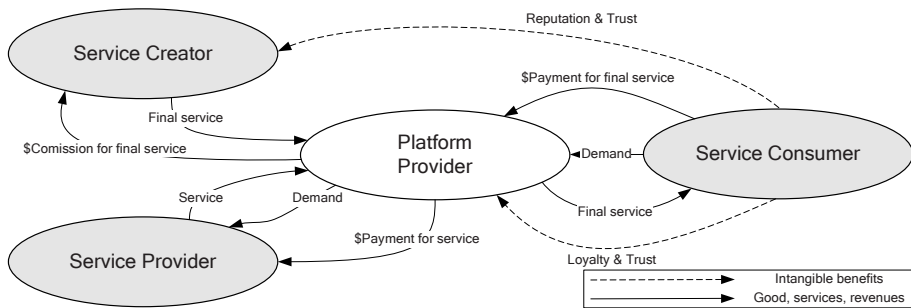 Reputation & Trust
Service Creator
$Payment for final service
Final service
$Comission for final service
Platform
Provider
Demand
Service Consumer
Service
Demand
Final service
$Payment for service
Service Provider
Loyalty & Trust
Intangible benefits
Good, services, revenues